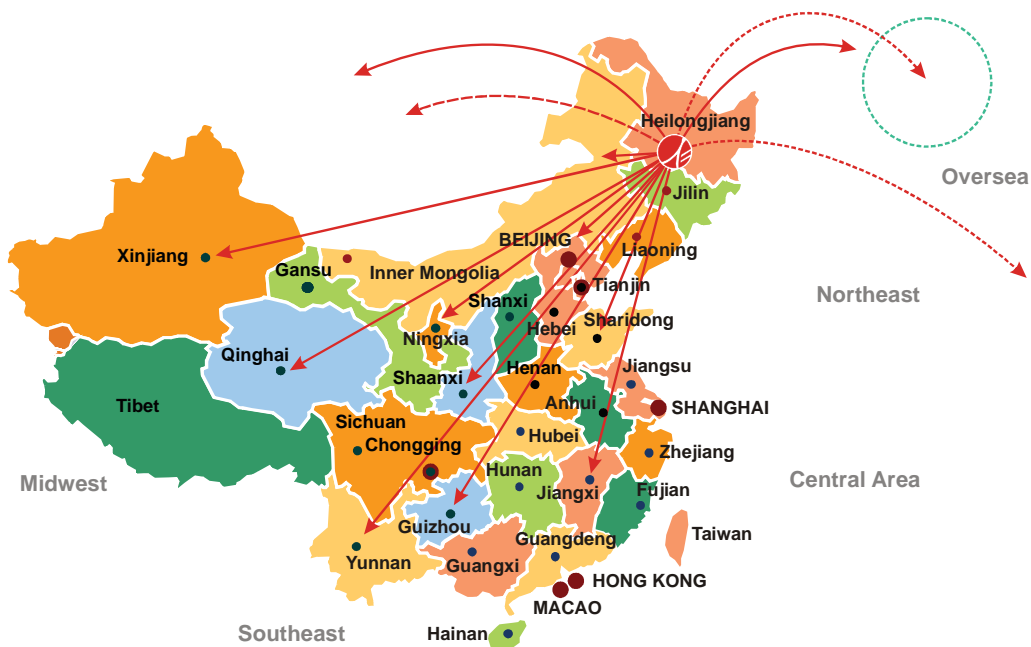 Heilongjiang
Oversea
Jilin
BEIJING
Liaoning
Xinjiang
Gansu
Inner Mongolia
Tianjin
Northeast
Shanxi
Hebei
Sharidong
Ningxia
Qinghai
Henan
Jiangsu
Shaanxi
Tibet
Anhui
SHANGHAI
Sichuan
Chongging
Hubei
Zhejiang
Midwest
Hunan
Jiangxi
Central Area
Fujian
Guizhou
Taiwan
Guangdeng
Yunnan
Guangxi
HONG KONG
MACAO
Southeast
Hainan